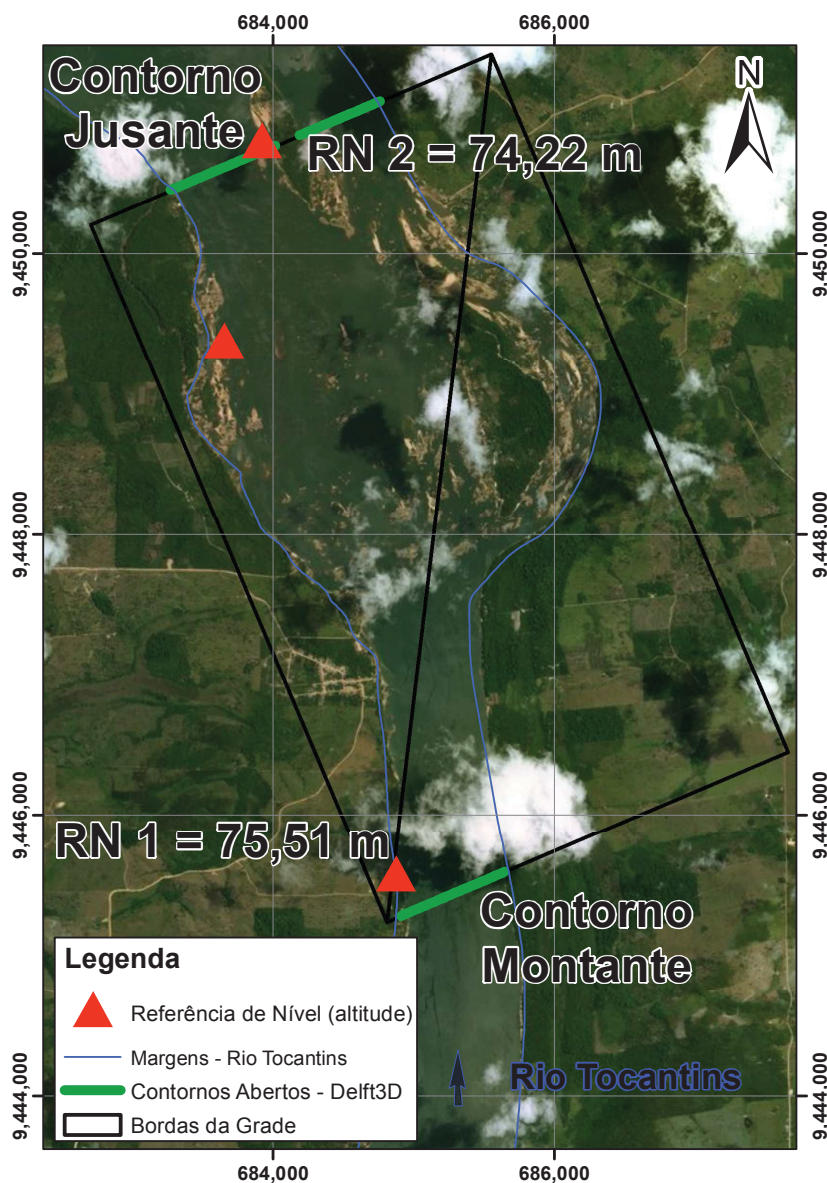 684,000
686,000
Contorno
Jusante
N
RN 2 = 74,22 m
9,450,000
9,450,000
9,448,000
9,448,000
9,446,000
9,446,000
RN 1 = 75,51 m
Contorno
Montante
Legenda
Referência de Nível (altitude)
Margens - Rio Tocantins
Contornos Abertos - Delft3D
Bordas da Grade
Rio Tocantins
9,444,000
9,444,000
684,000
686,000